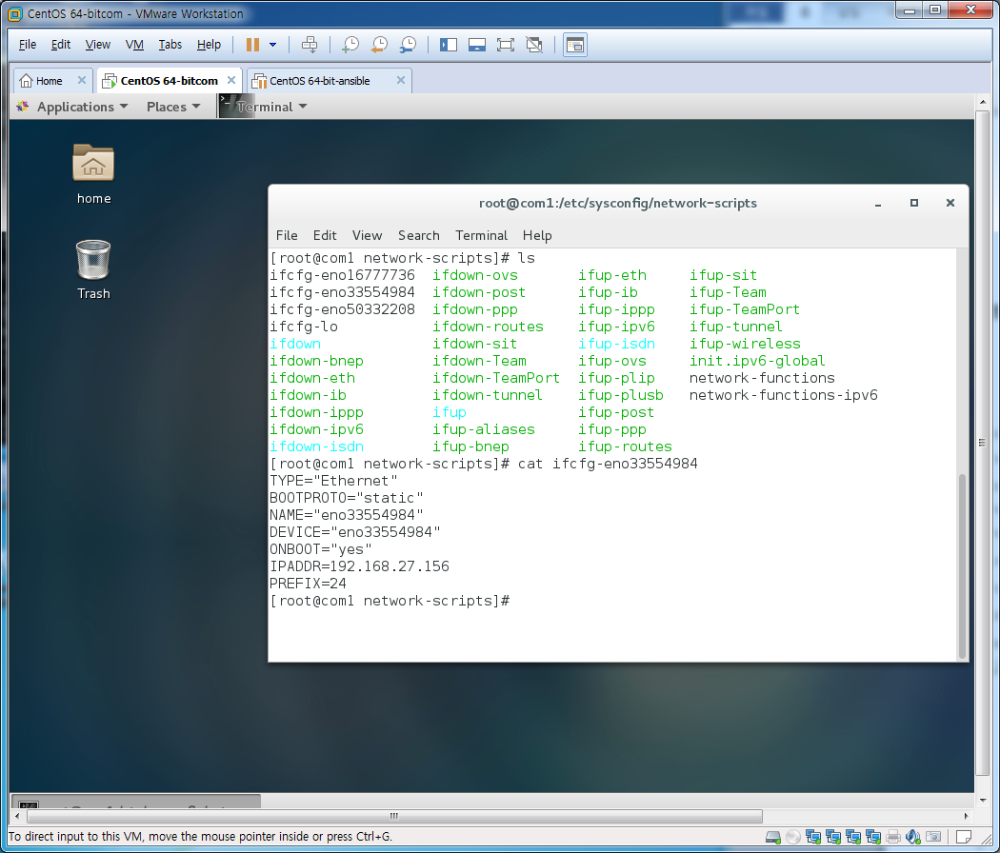 CentOS 64-bitcom - VMware Workstation
File Edit View VM Tabs Help
Home CentOS 64-bitcom CentOS 64-bit-ansible
Applications Places Terminal
home
Trash
root@com1:/etc/sysconfig/network-scripts
File Edit View Search Terminal Help
[root@com1 network-scripts]# ls
ifcfg-eno16777736 ifdown-ovs ifup-eth ifup-sit
ifcfg-eno33554984 ifdown-post ifup-ib ifup-Team
ifcfg-eno50332208 ifdown-ppp ifup-ippp ifup-TeamPort
ifcfg-lo ifdown-routes ifup-ipv6 ifup-tunnel
ifdown ifdown-sit ifup-isdn ifup-wireless
ifdown-bnep ifdown-Team ifup-ovs init.ipv6-global
ifdown-eth ifdown-TeamPort ifup-plip network-functions
ifdown-ib ifdown-tunnel ifup-plusb network-functions-ipv6
ifdown-ippp ifup ifup-post
ifdown-ipv6 ifup-aliases ifup-ppp
ifdown-isdn ifup-bnep ifup-routes
[root@com1 network-scripts]# cat ifcfg-eno33554984
TYPE="Ethernet"
BOOTPROTO="static"
NAME="eno33554984"
DEVICE="eno33554984"
ONBOOT="yes"
IPADDR=192.168.27.156
PREFIX=24
[root@com1 network-scripts]#
To direct input to this VM, move the mouse pointer inside or press Ctrl+G.